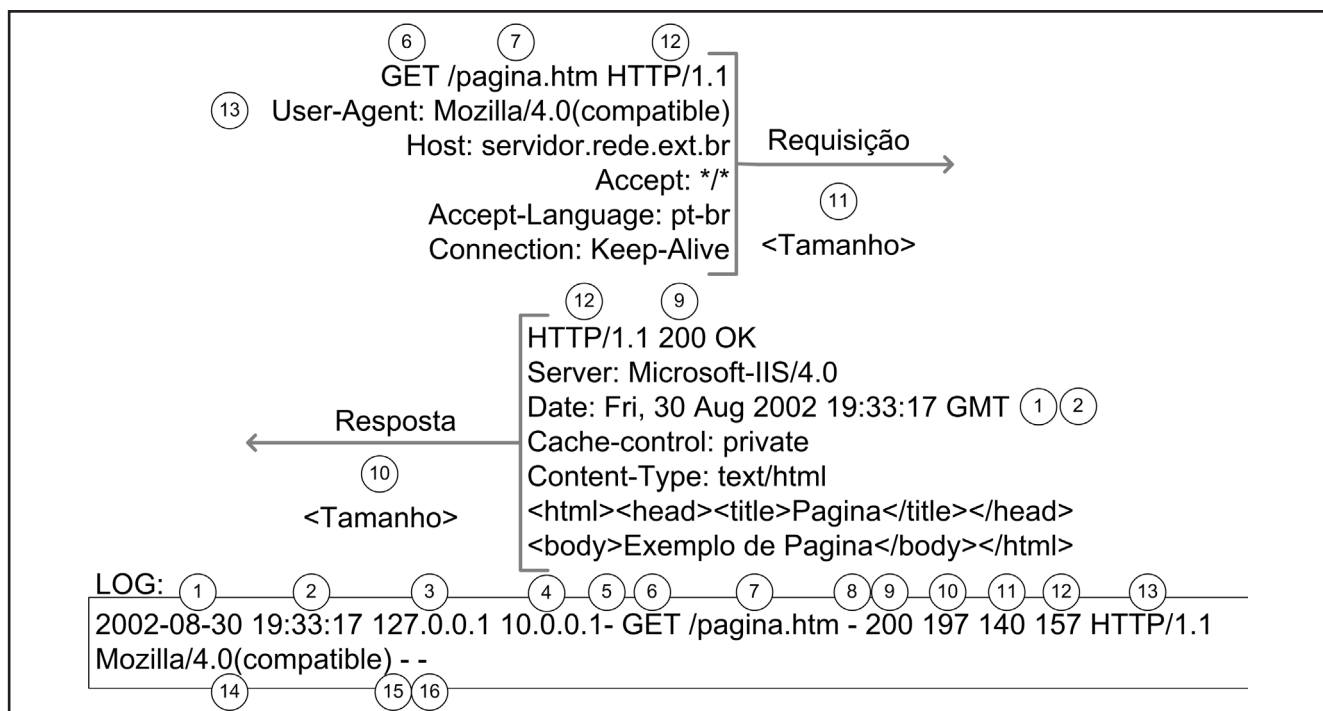 6 7 12
GET /pagina.htm HTTP/1.1
13 User-Agent: Mozilla/4.0(compatible)
Host: servidor.rede.ext.br
Accept: */*
Accept-Language: pt-br
Connection: Keep-Alive
Requisição
11
<Tamanho>
12 9
HTTP/1.1 200 OK
Server: Microsoft-IIS/4.0
Date: Fri, 30 Aug 2002 19:33:17 GMT 1 2
Cache-control: private
Content-Type: text/html
<html><head><title>Pagina</title></head>
<body>Exemplo de Pagina</body></html>
Resposta
10
<Tamanho>
LOG:
1 2 3 4 5 6 7 8 9 10 11 12 13
2002-08-30 19:33:17 127.0.0.1 10.0.0.1- GET /pagina.htm - 200 197 140 157 HTTP/1.1
Mozilla/4.0(compatible) - -
14 15 16